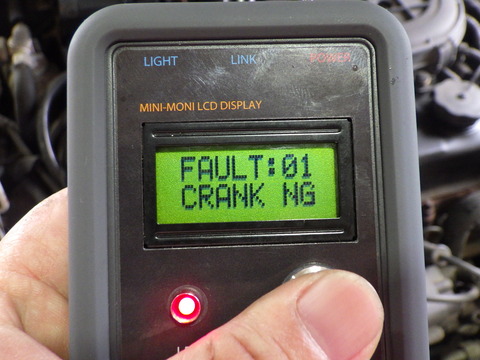 LIGHT LINK POWER
MINI-MONI LCD DISPLAY
FAULT:01
CRANK NG